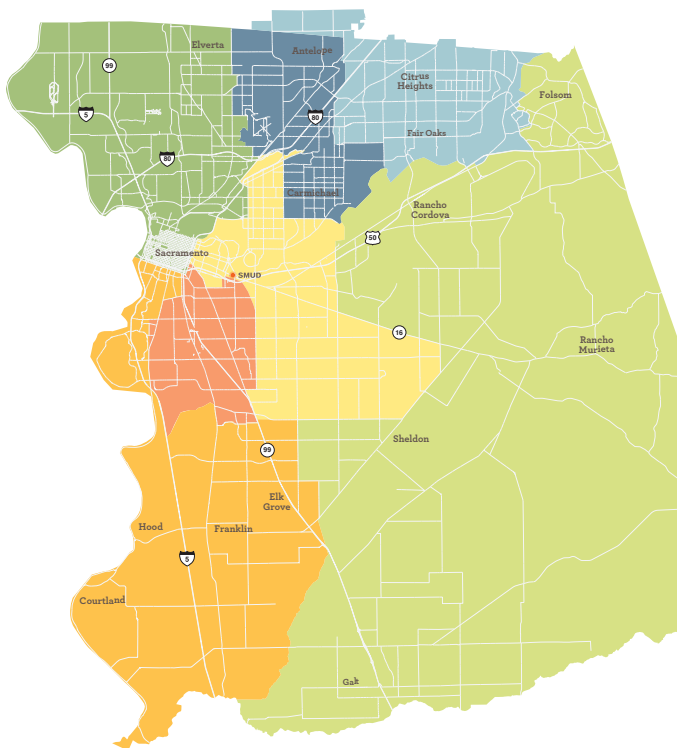 Elverta
Antelope
99
Citrus
Heights
Folsom
5
80
80
Fair Oaks
Carmichael
Rancho
Cordova
50
Sacramento
SMUD
16
Rancho
Murieta
Sheldon
99
Elk
Grove
Hood
Franklin
5
Courtland
Galt